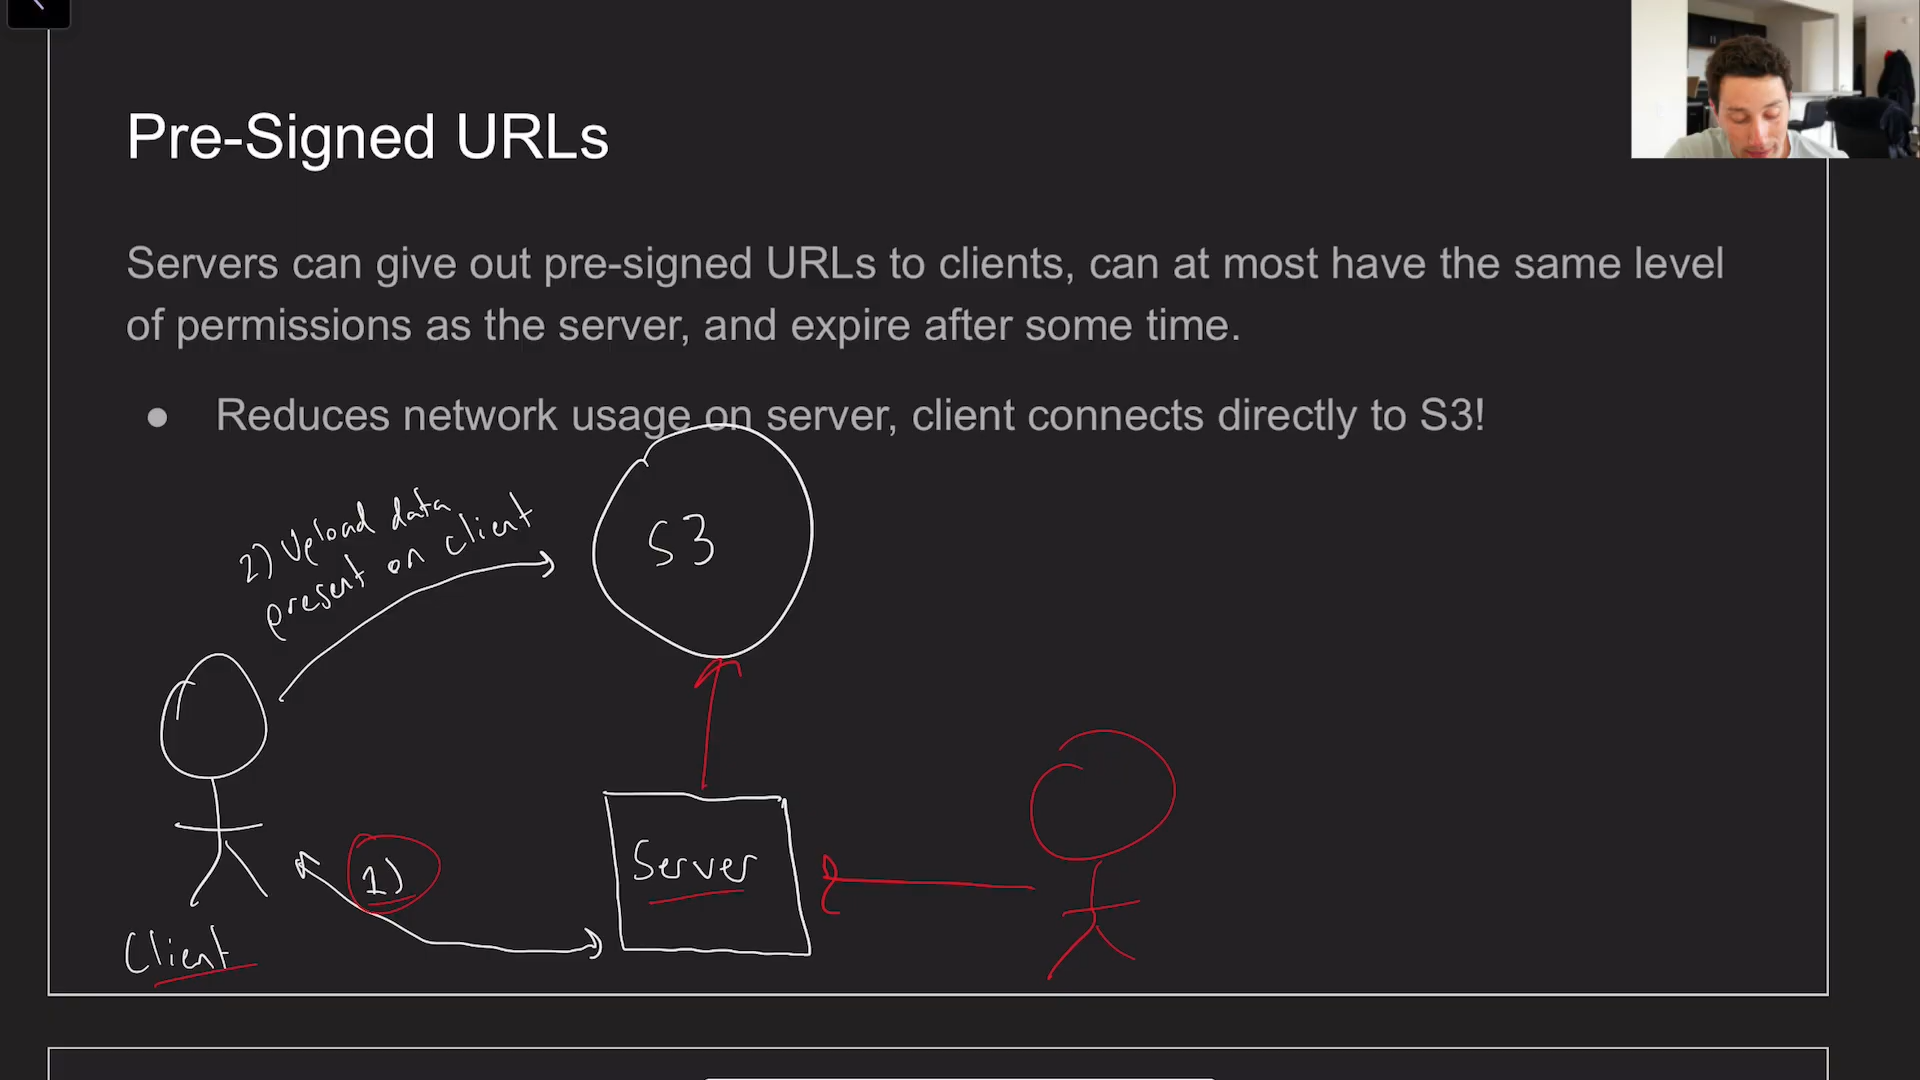 Pre-Signed URLs
Servers can give out pre-signed URLs to clients, can at most have the same level
of permissions as the server, and expire after some time.
● Reduces network usage on server, client connects directly to S3!
2) Upload data
present on client
S3
1)
Server
Client